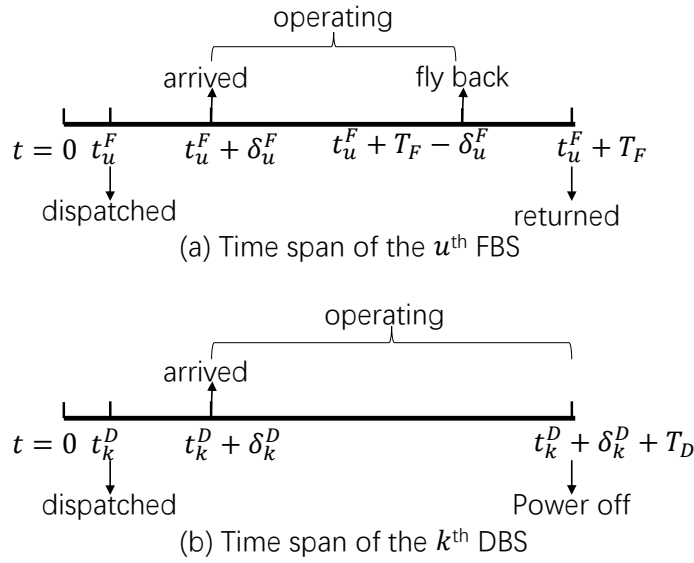 operating
arrived fly back
t = 0 t_u^F t_u^F + δ_u^F t_u^F + T_F − δ_u^F t_u^F + T_F
dispatched returned
(a) Time span of the u^th FBS
operating
arrived
t = 0 t_k^D t_k^D + δ_k^D t_k^D + δ_k^D + T_D
dispatched Power off
(b) Time span of the k^th DBS